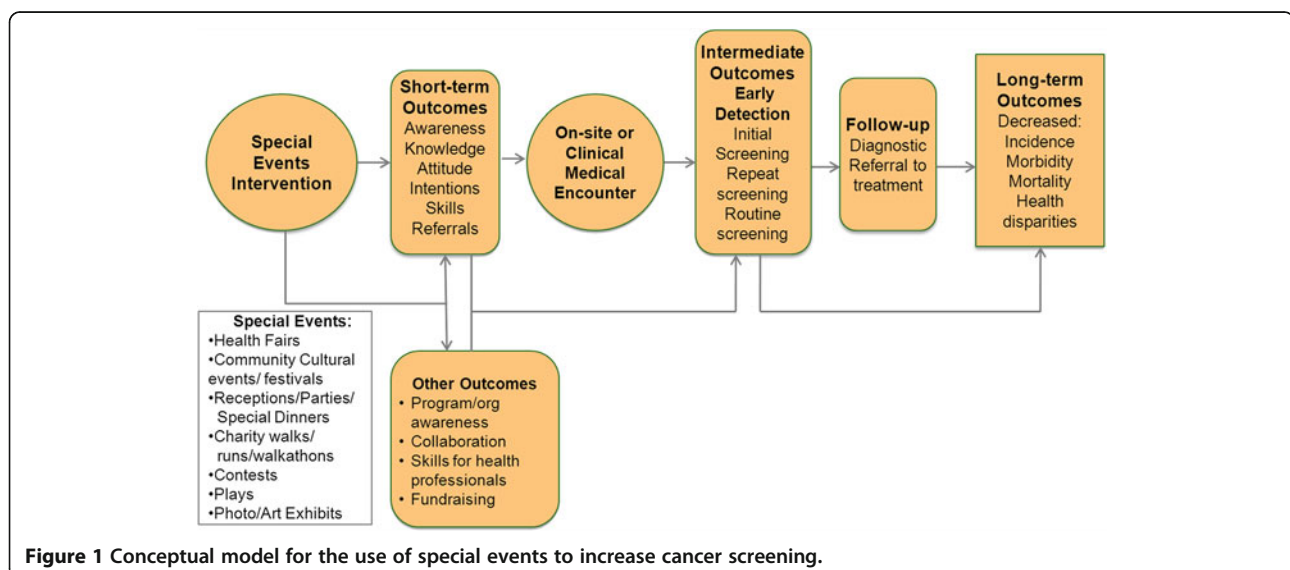 Special
Events
Intervention
Short-term
Outcomes
Awareness
Knowledge
Attitude
Intentions
Skills
Referrals
On-site or
Clinical
Medical
Encounter
Intermediate
Outcomes
Early
Detection
Initial
Screening
Repeat
screening
Routine
screening
Follow-up
Diagnostic
Referral to
treatment
Long-term
Outcomes
Decreased:
Incidence
Morbidity
Mortality
Health
disparities
Special Events:
•Health Fairs
•Community Cultural
events/ festivals
•Receptions/Parties/
Special Dinners
•Charity walks/
runs/walkathons
•Contests
•Plays
•Photo/Art Exhibits
Other Outcomes
• Program/org
awareness
• Collaboration
• Skills for health
professionals
• Fundraising
Figure 1 Conceptual model for the use of special events to increase cancer screening.